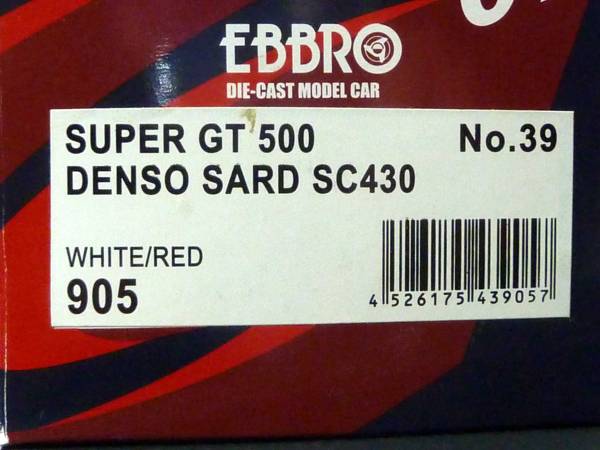 EBBRO
DIE-CAST MODEL CAR
SUPER GT 500 No.39
DENSO SARD SC430
WHITE/RED
905
4 526175 439057